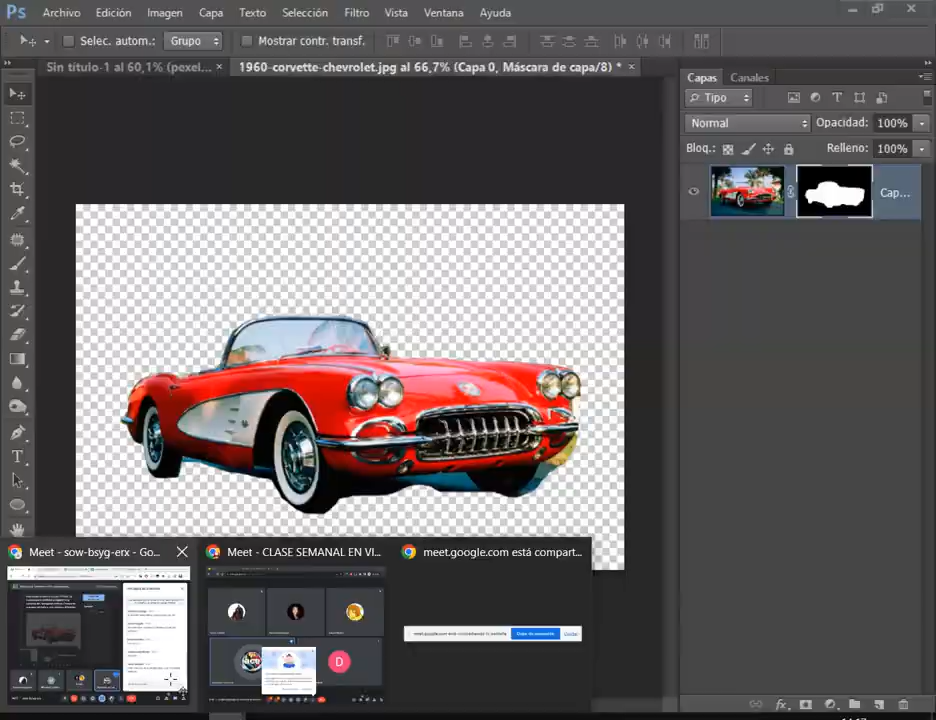 Ps Archivo Edición Imagen Capa Texto Selección Filtro Vista Ventana Ayuda
Selec. autom.: Grupo Mostrar contr. transf.
Sin título-1 al 60,1% (pexel... × 1960-corvette-chevrolet.jpg al 66,7% (Capa 0, Máscara de capa/8) * ×
Capas Canales
Tipo
Normal Opacidad: 100%
Bloq.: Relleno: 100%
Cap...
Meet - sow-bsyg-erx - Go...
Meet - CLASE SEMANAL EN VI...
meet.google.com está compart...
D
fx